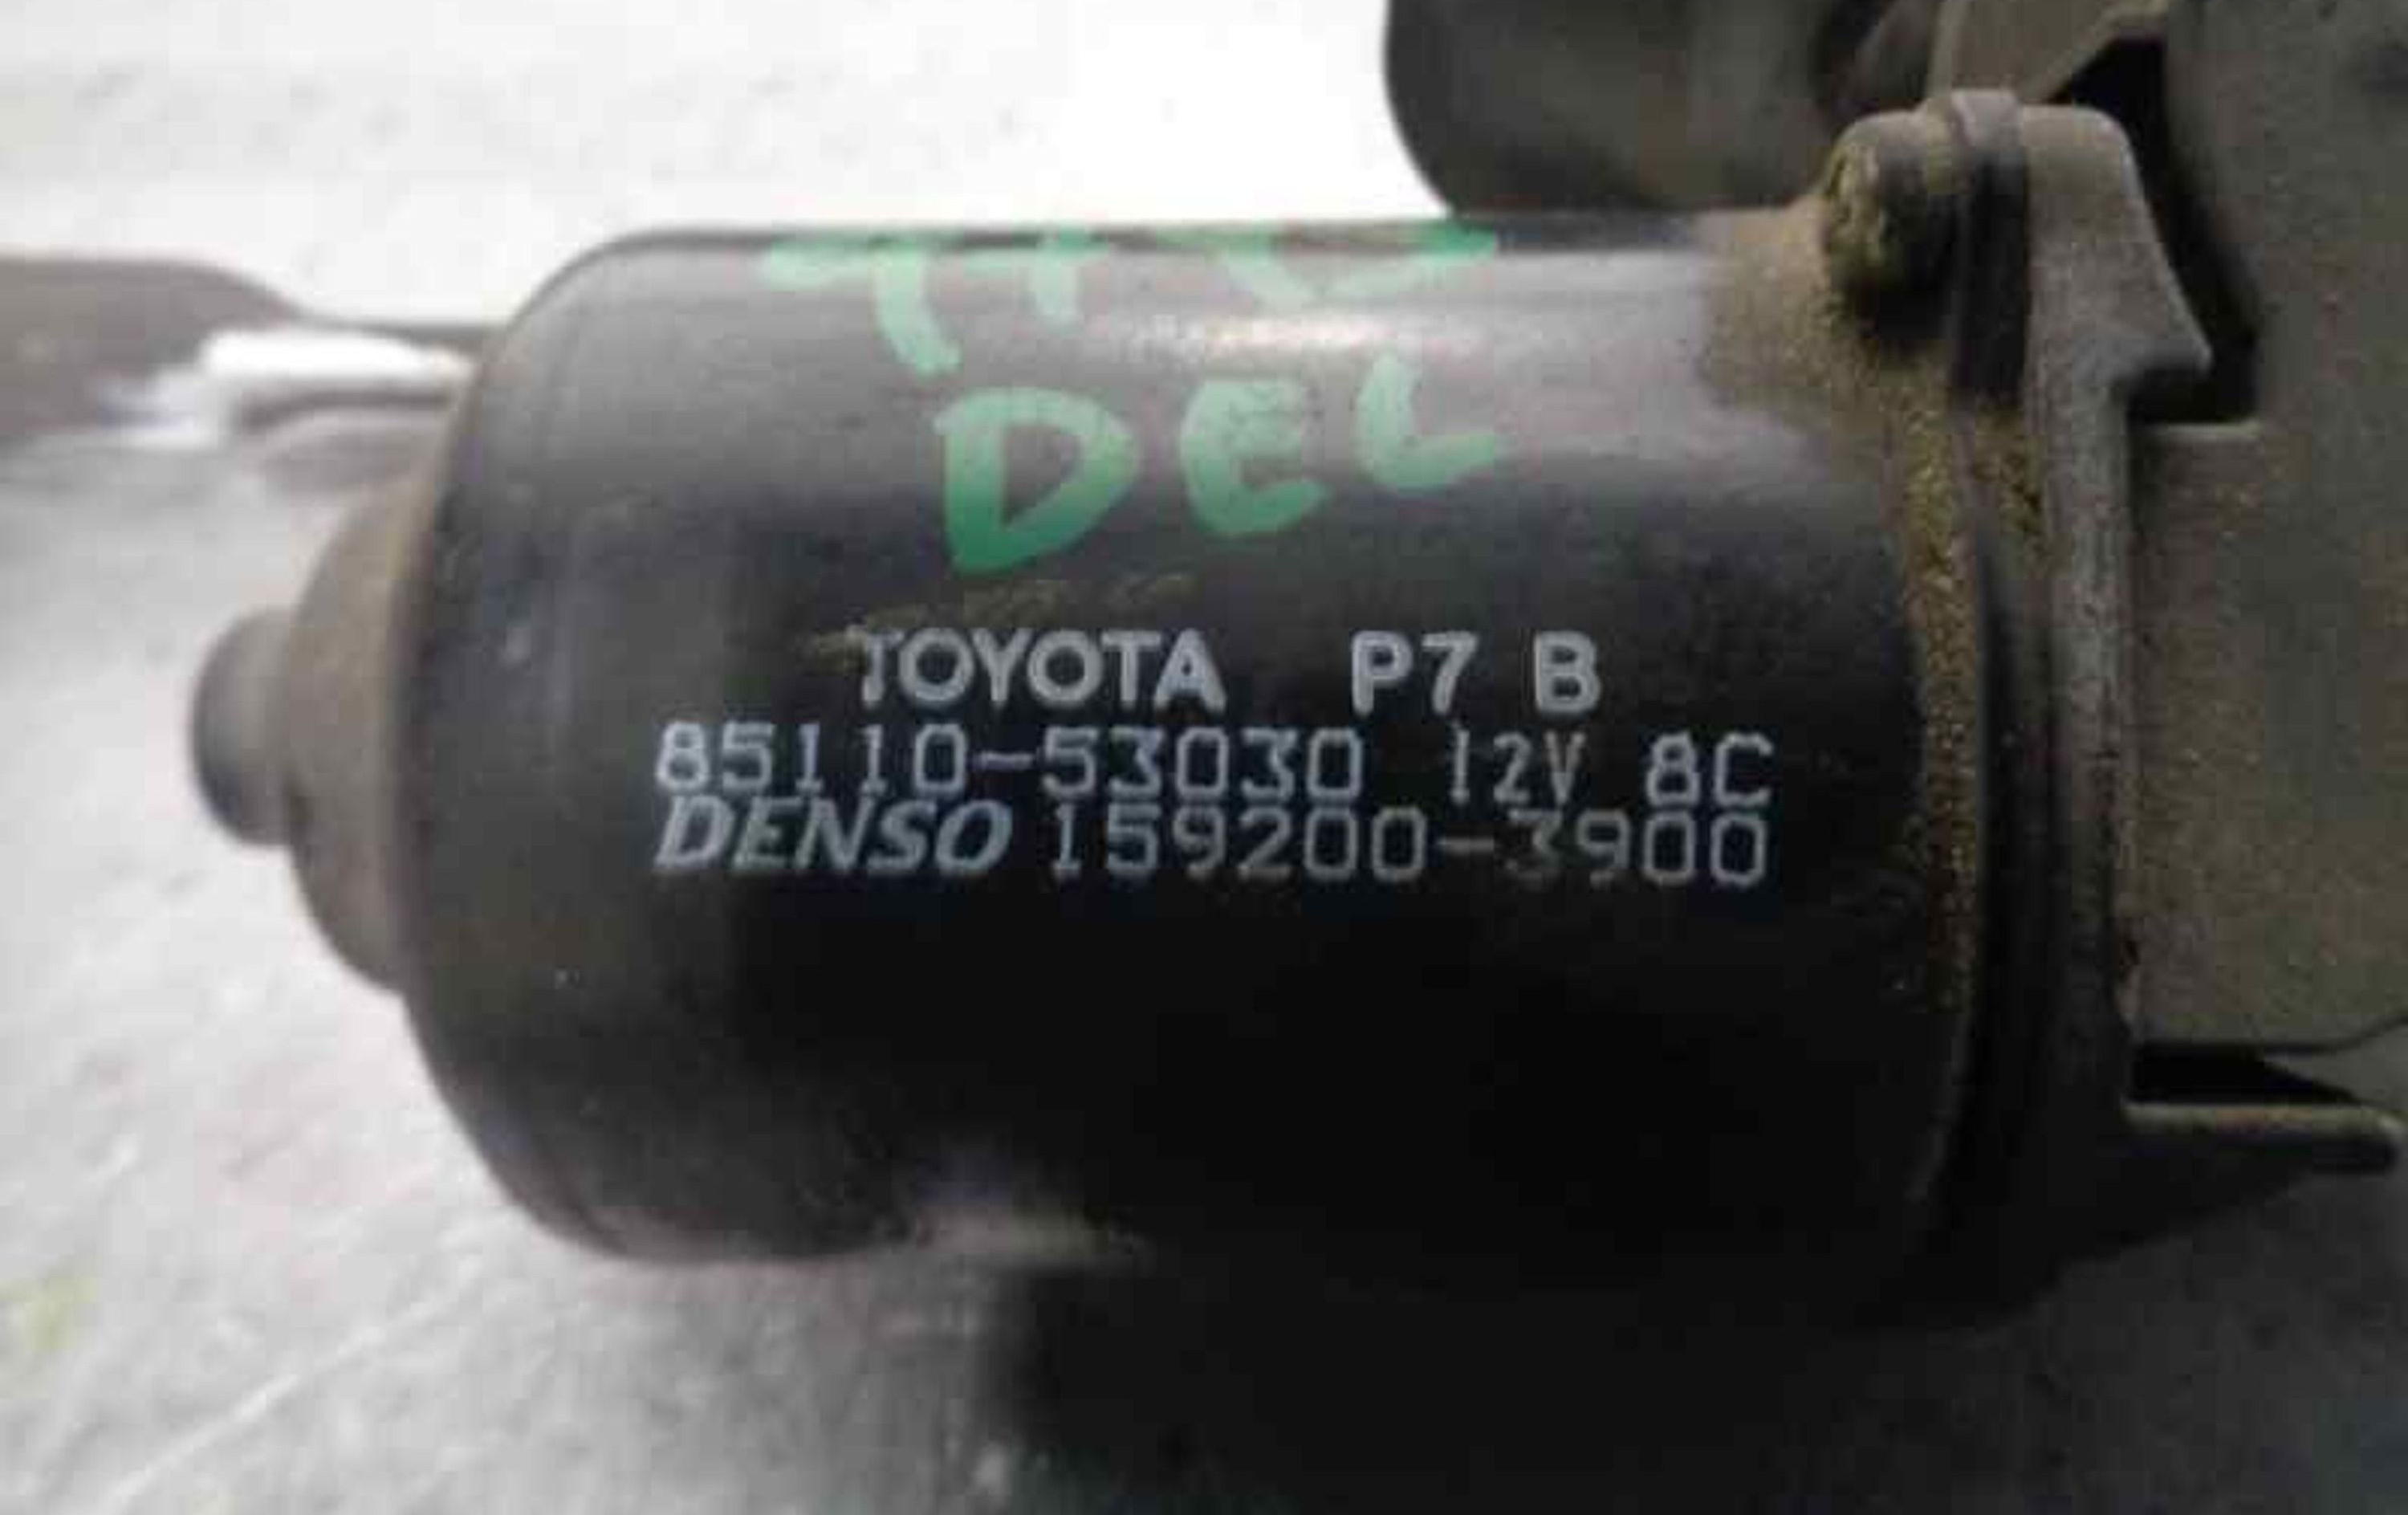 DEL
TOYOTA P7 B
85110-53030 12V 8C
DENSO 159200-3900